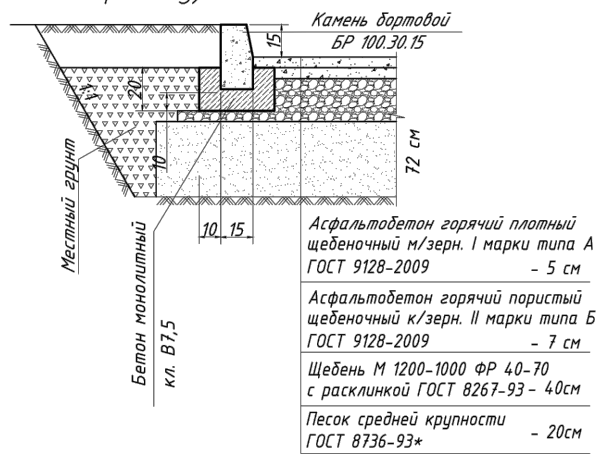 Камень бортовой
БР 100.30.15
15
20
10
72 см
10 15
Местный грунт
Бетон монолитный
кл. В7,5
Асфальтобетон горячий плотный
щебеночный м/зерн. I марки типа А
ГОСТ 9128-2009 - 5 см
Асфальтобетон горячий пористый
щебеночный к/зерн. II марки типа Б
ГОСТ 9128-2009 - 7 см
Щебень М 1200-1000 ФР 40-70
с расклинкой ГОСТ 8267-93 - 40см
Песок средней крупности
ГОСТ 8736-93* - 20см